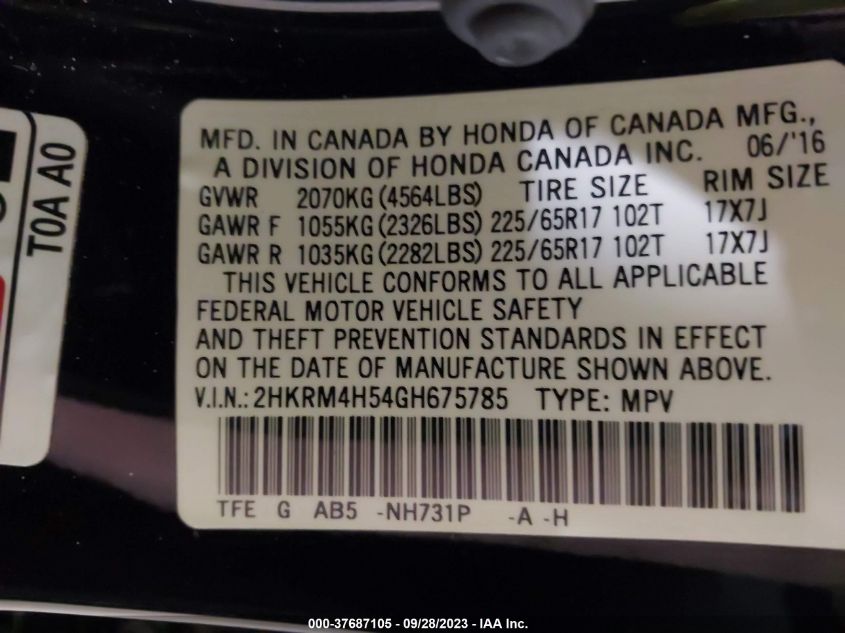 MFD. IN CANADA BY HONDA OF CANADA MFG.,
A DIVISION OF HONDA CANADA INC. 06/'16
GVWR 2070KG (4564LBS) TIRE SIZE RIM SIZE
GAWR F 1055KG (2326LBS) 225/65R17 102T 17X7J
GAWR R 1035KG (2282LBS) 225/65R17 102T 17X7J
THIS VEHICLE CONFORMS TO ALL APPLICABLE
FEDERAL MOTOR VEHICLE SAFETY
AND THEFT PREVENTION STANDARDS IN EFFECT
ON THE DATE OF MANUFACTURE SHOWN ABOVE.
V.I.N.: 2HKRM4H54GH675785 TYPE: MPV
TFE G AB5 -NH731P -A -H
T0A A0
000-37687105 - 09/28/2023 - IAA Inc.